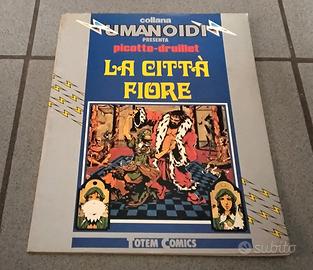 collana
UMANOIDI
PRESENTA
picotto-druillet
LA CITTÀ
FIORE
TOTEM COMICS
subito